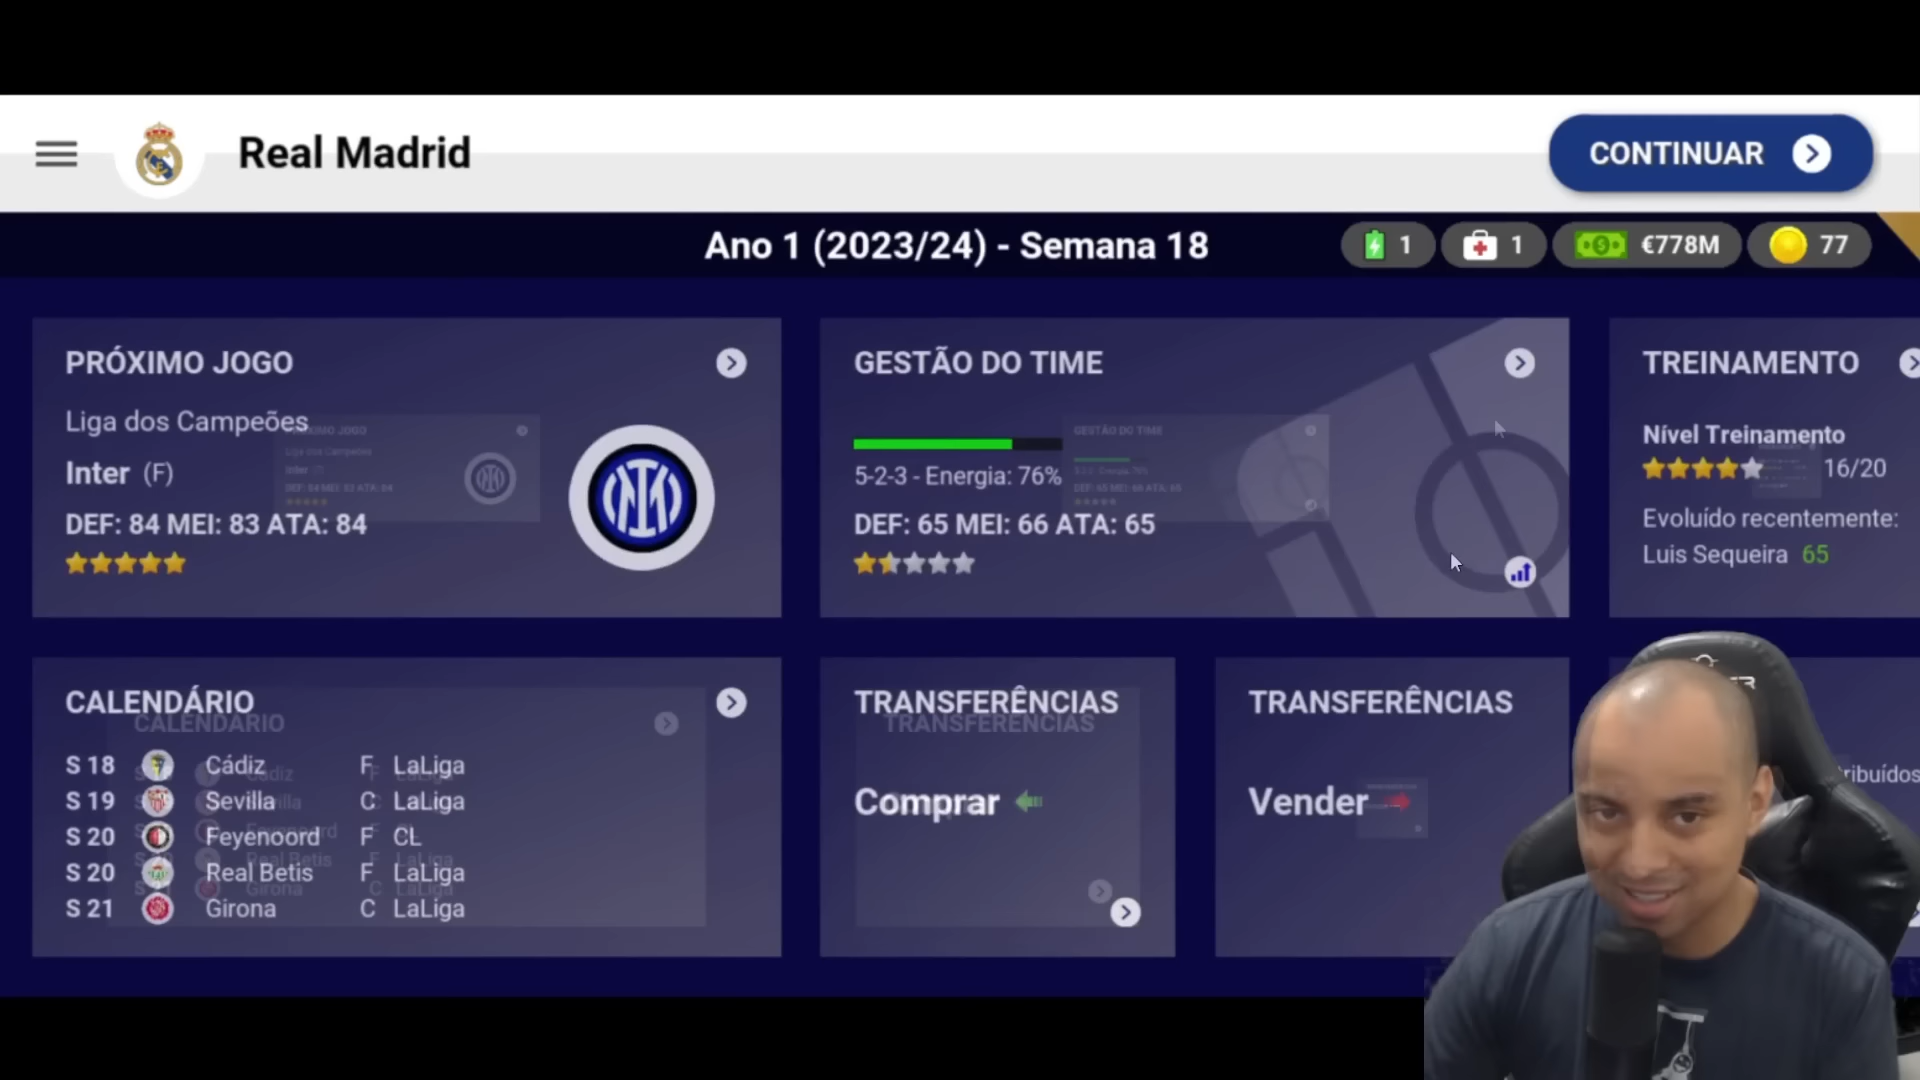 Real Madrid
CONTINUAR
Ano 1 (2023/24) - Semana 18
1
1
€778M
77
PRÓXIMO JOGO
Liga dos Campeões
Inter (F)
DEF: 84 MEI: 83 ATA: 84
GESTÃO DO TIME
5-2-3 - Energia: 76%
DEF: 65 MEI: 66 ATA: 65
TREINAMENTO
Nível Treinamento
16/20
Evoluído recentemente:
Luis Sequeira 65
CALENDÁRIO
S 18 Cádiz F LaLiga
S 19 Sevilla C LaLiga
S 20 Feyenoord F CL
S 20 Real Betis F LaLiga
S 21 Girona C LaLiga
TRANSFERÊNCIAS
Comprar
TRANSFERÊNCIAS
Vender